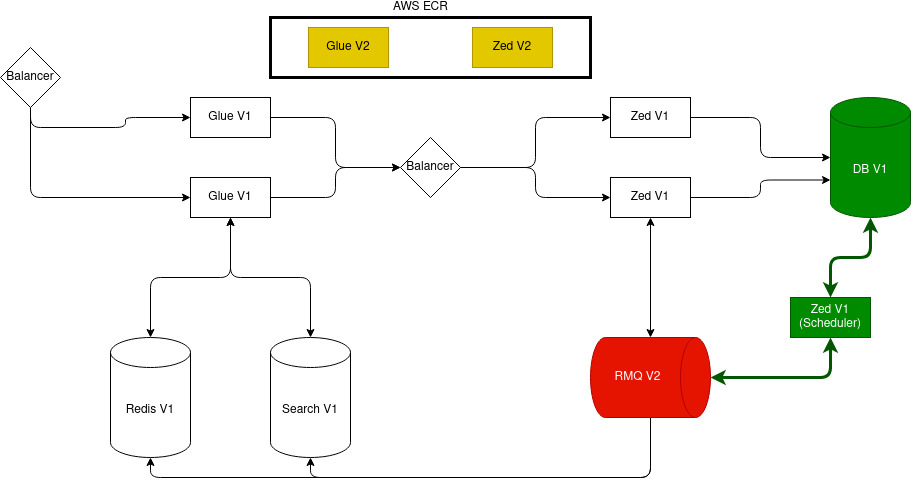 AWS ECR
Glue V2
Zed V2
Balancer
Glue V1
Zed V1
Balancer
DB V1
Glue V1
Zed V1
Zed V1
(Scheduler)
RMQ V2
Redis V1
Search V1